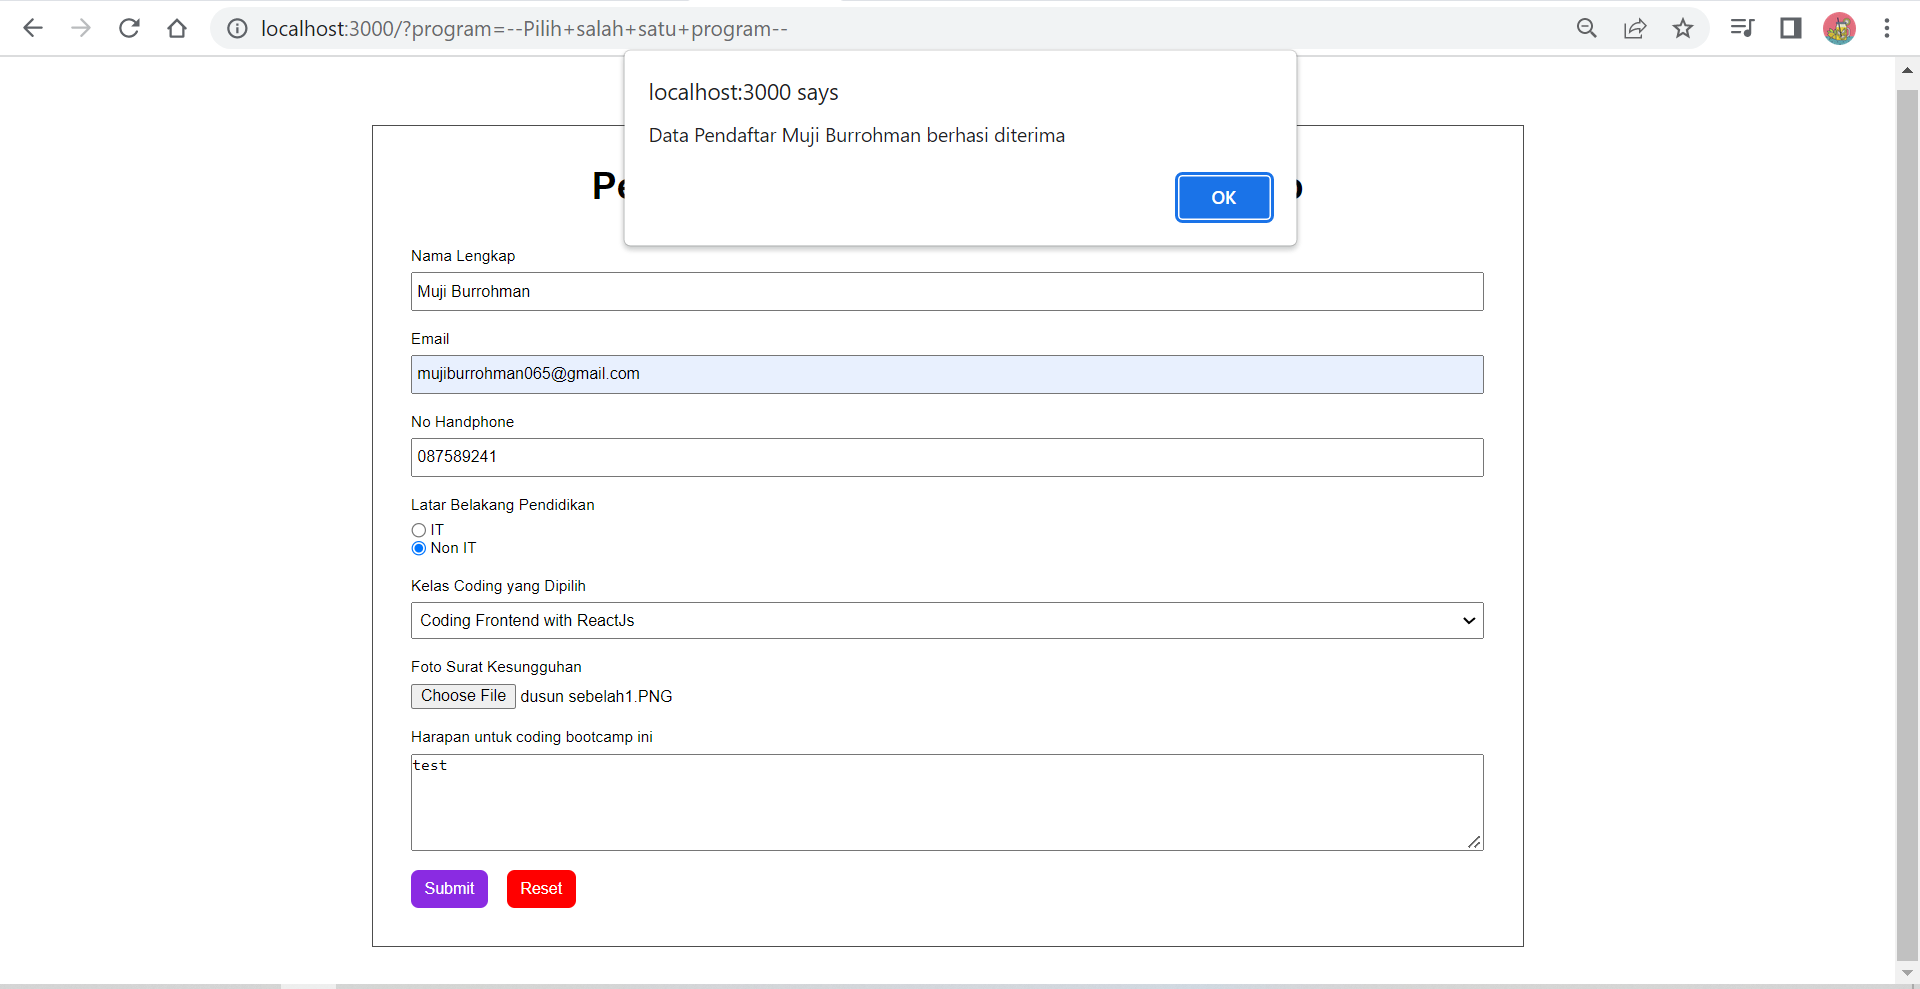 localhost:3000/?program=--Pilih+salah+satu+program--
localhost:3000 says
Data Pendaftar Muji Burrohman berhasi diterima
OK
Nama Lengkap
Muji Burrohman
Email
mujiburrohman065@gmail.com
No Handphone
087589241
Latar Belakang Pendidikan
IT
Non IT
Kelas Coding yang Dipilih
Coding Frontend with ReactJs
Foto Surat Kesungguhan
Choose File dusun sebelah1.PNG
Harapan untuk coding bootcamp ini
test
Submit Reset